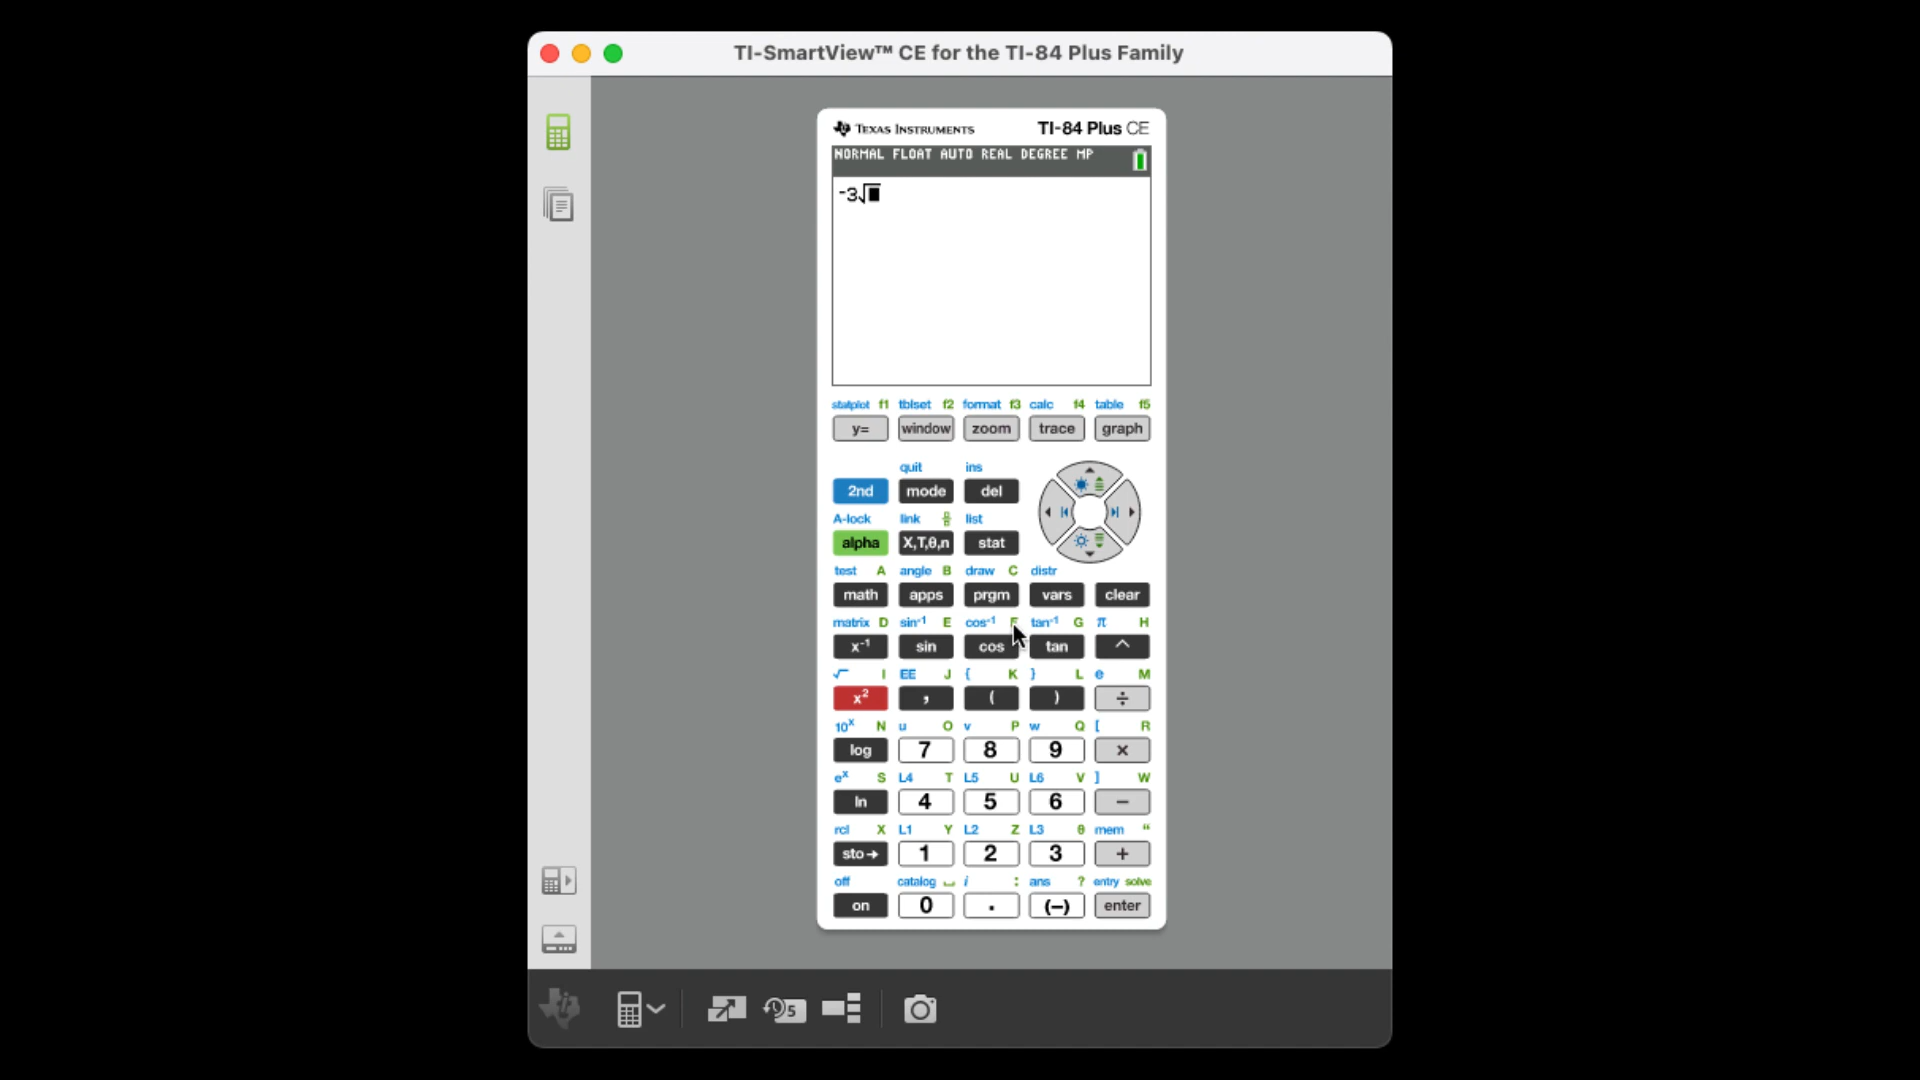 TI-SmartView™ CE for the TI-84 Plus Family
TEXAS INSTRUMENTS TI-84 Plus CE
NORMAL FLOAT AUTO REAL DEGREE MP
-3√
statplot f1 tblset f2 format f3 calc f4 table f5
y= window zoom trace graph
quit ins
2nd mode del
A-lock link list
alpha X,T,θ,n stat
test A angle B draw C distr
math apps prgm vars clear
matrix D sin-1 E cos-1 F tan-1 G π H
x-1 sin cos tan ^
√ I EE J { K } L e M
x2 , ( ) ÷
10x N u O v P w Q [ R
log 7 8 9 ×
ex S L4 T L5 U L6 V ] W
ln 4 5 6 −
rcl X L1 Y L2 Z L3 θ mem “
sto→ 1 2 3 +
off catalog ⎵ i : ans ? entry solve
on 0 . (−) enter
5